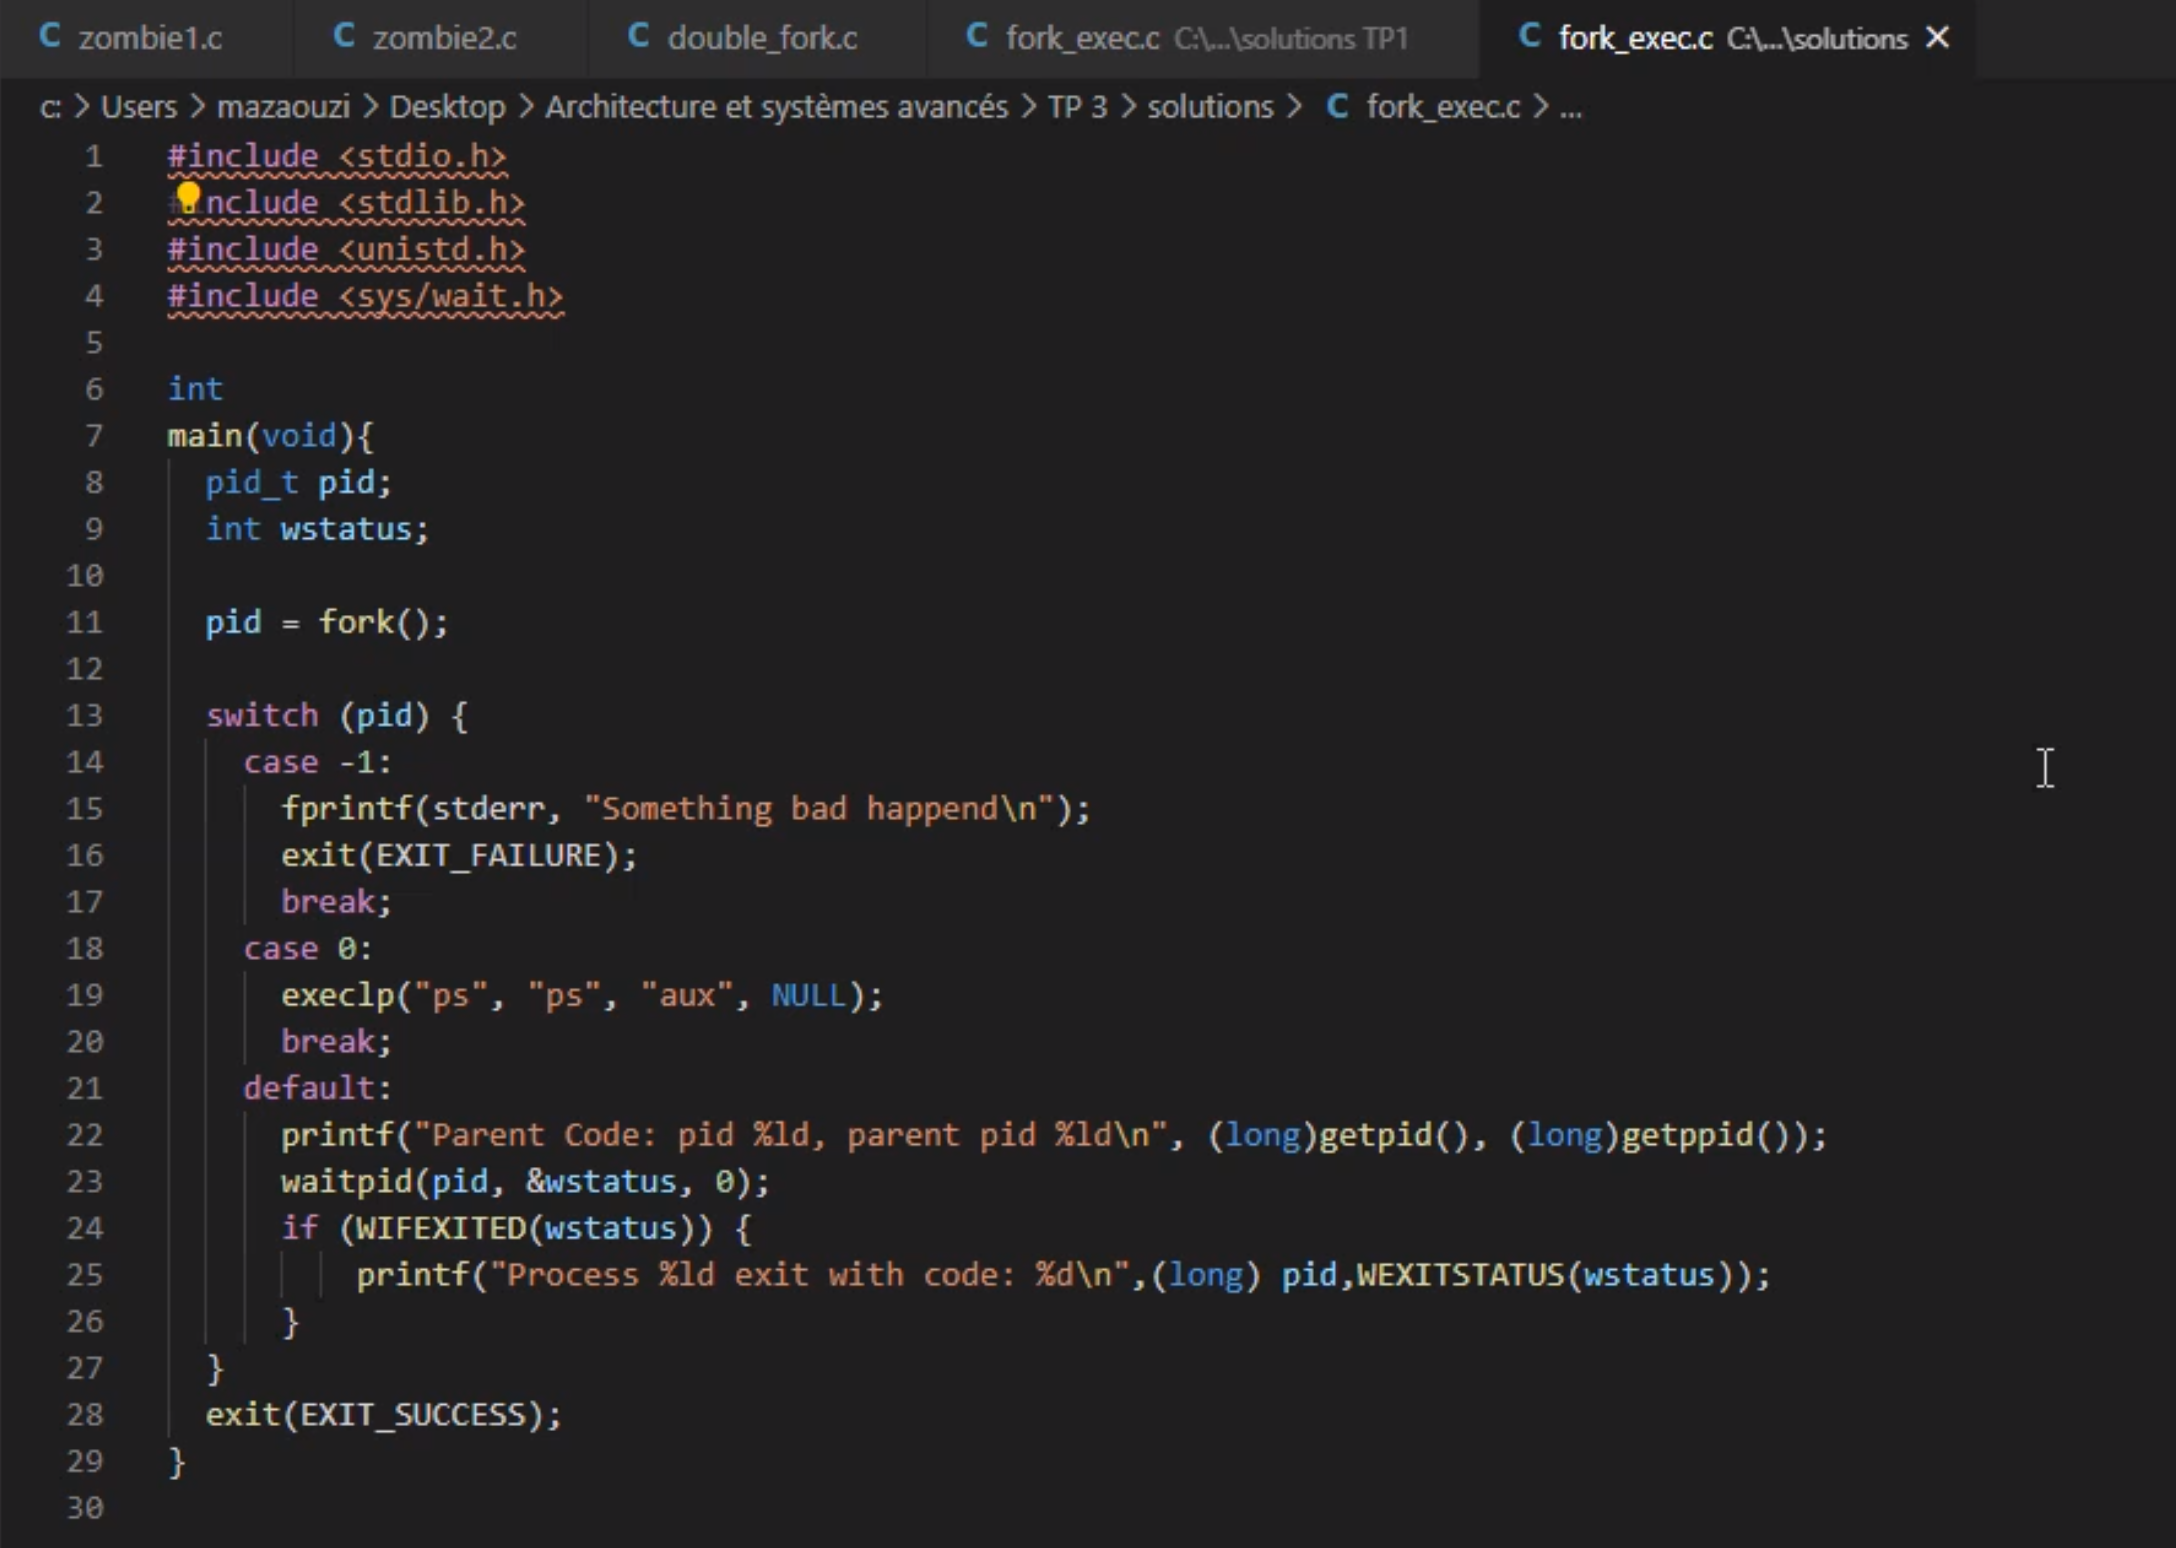 zombie1.c zombie2.c double_fork.c fork_exec.c C:\...\solutions TP1 fork_exec.c C:\...\solutions
c: > Users > mazaouzi > Desktop > Architecture et systèmes avancés > TP 3 > solutions > C fork_exec.c > ...
1 #include <stdio.h>
2 #include <stdlib.h>
3 #include <unistd.h>
4 #include <sys/wait.h>
5
6 int
7 main(void){
8   pid_t pid;
9   int wstatus;
10
11   pid = fork();
12
13   switch (pid) {
14     case -1:
15       fprintf(stderr, "Something bad happend\n");
16       exit(EXIT_FAILURE);
17       break;
18     case 0:
19       execlp("ps", "ps", "aux", NULL);
20       break;
21     default:
22       printf("Parent Code: pid %ld, parent pid %ld\n", (long)getpid(), (long)getppid());
23       waitpid(pid, &wstatus, 0);
24       if (WIFEXITED(wstatus)) {
25           printf("Process %ld exit with code: %d\n",(long) pid,WEXITSTATUS(wstatus));
26       }
27   }
28   exit(EXIT_SUCCESS);
29 }
30